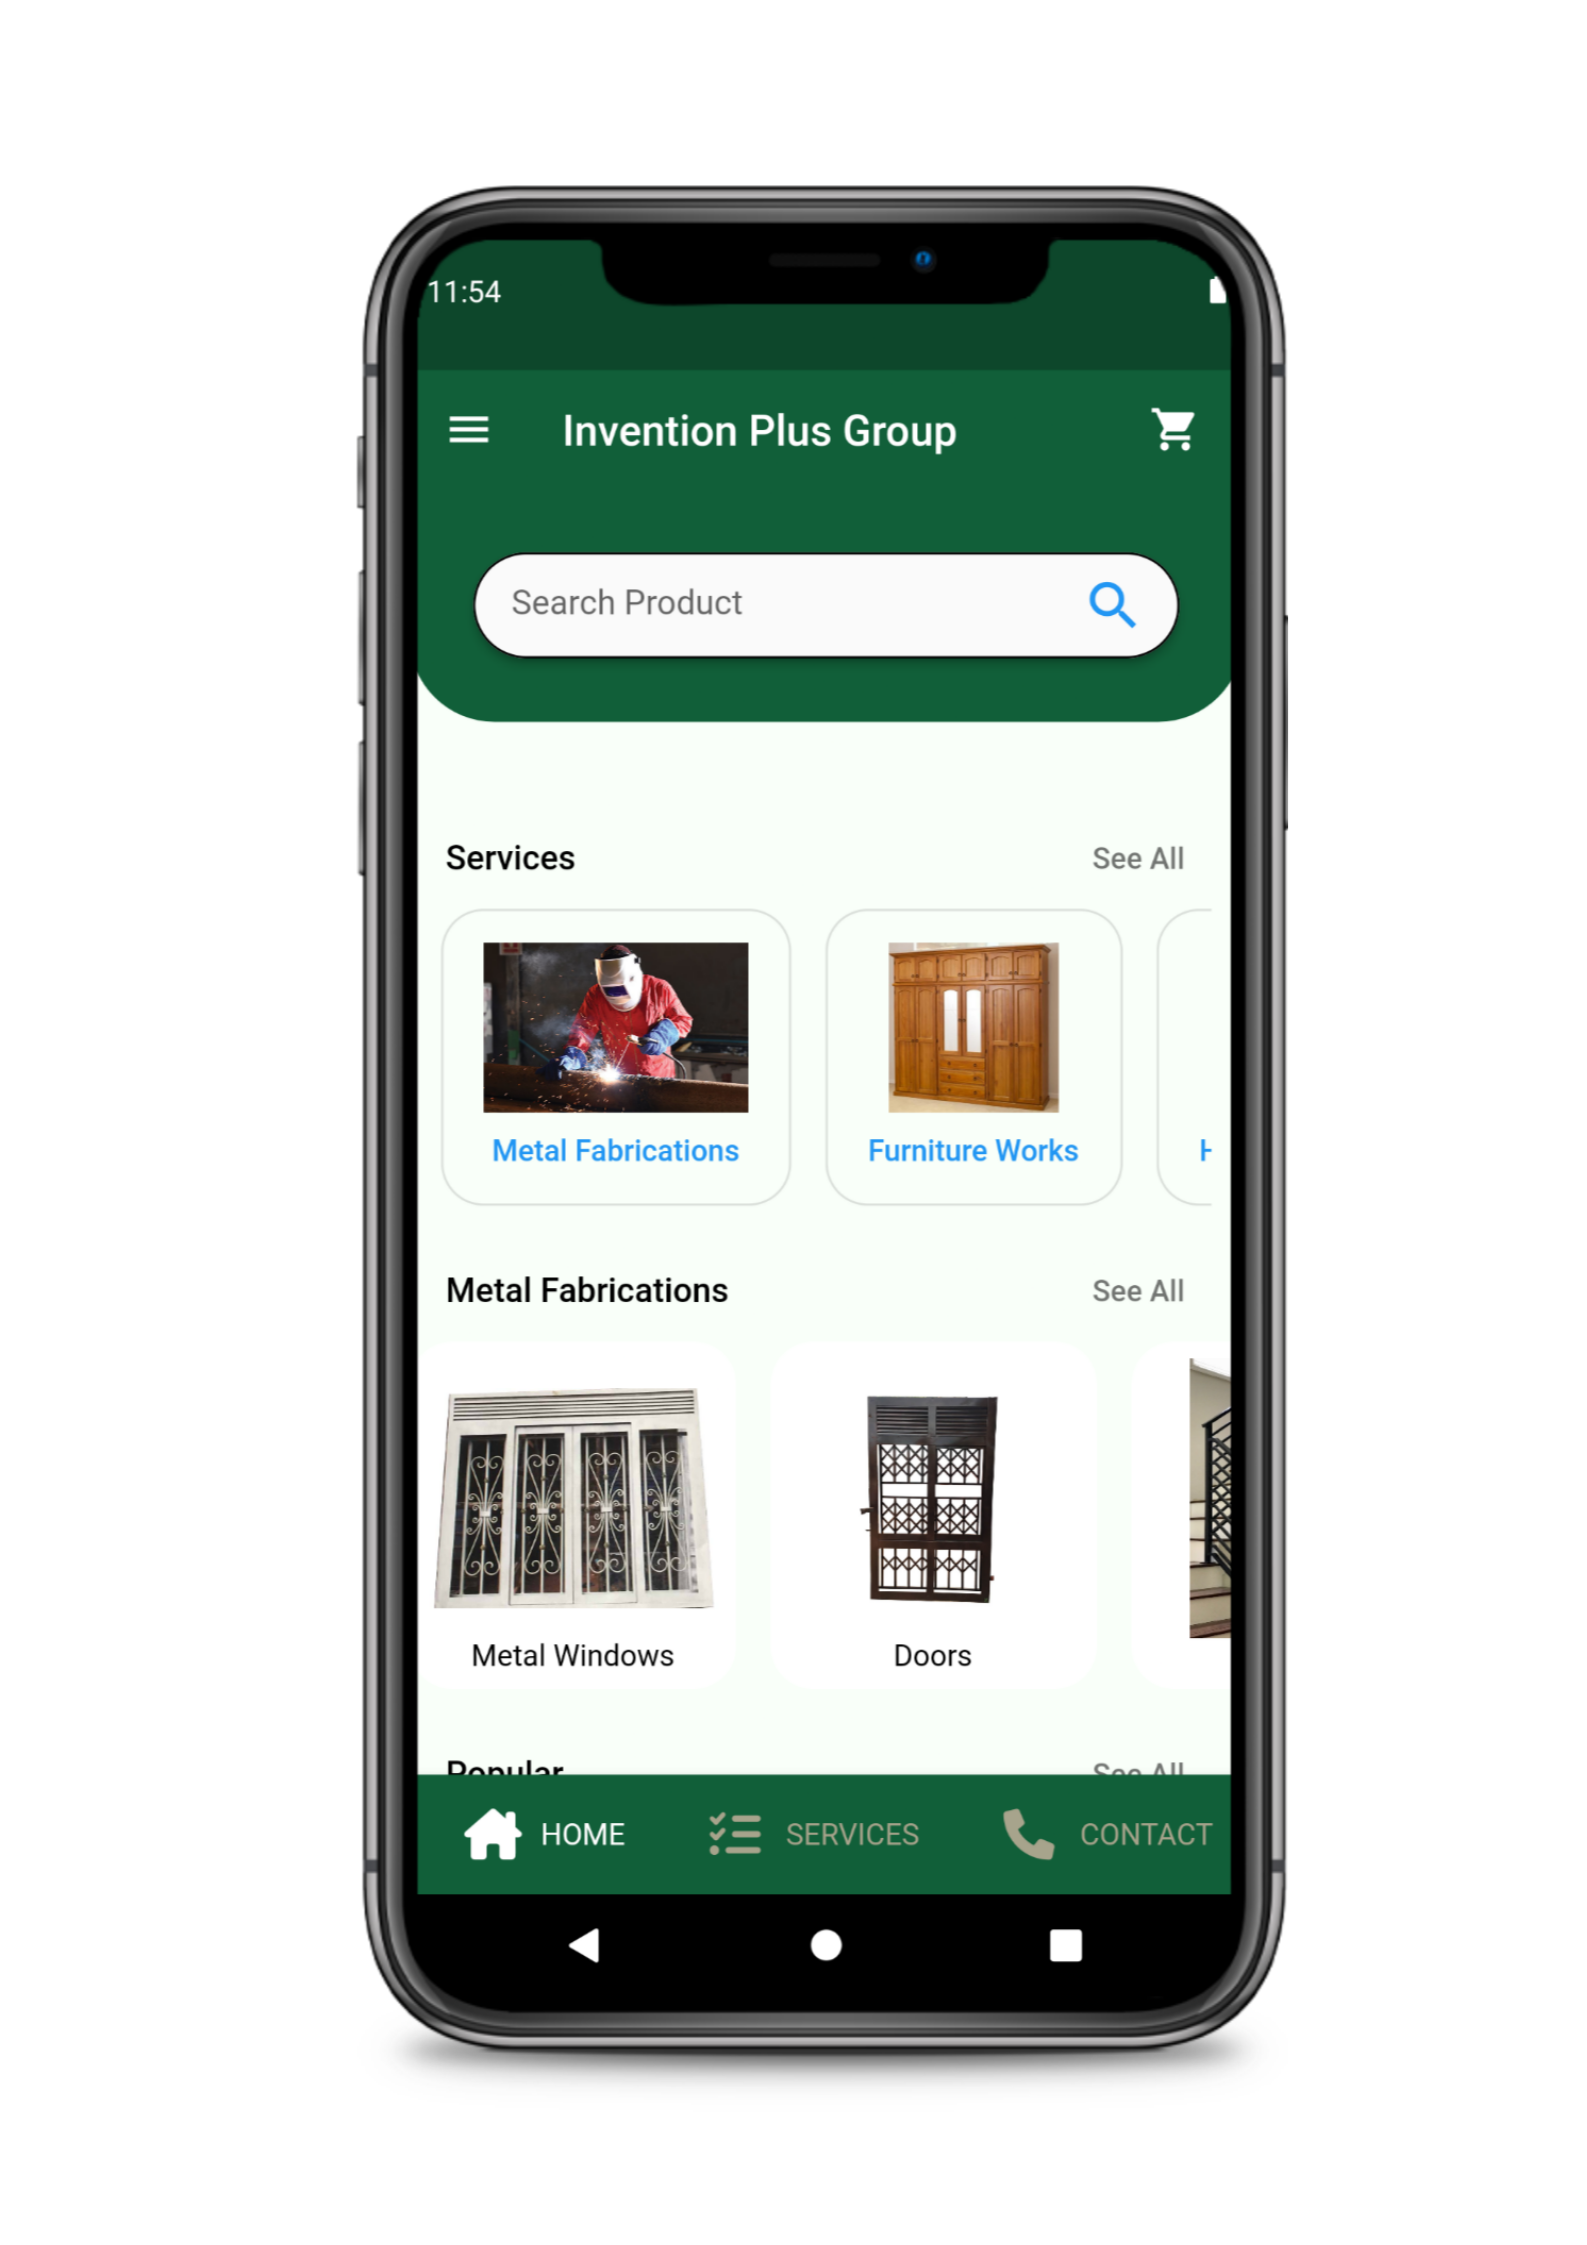 11:54
Invention Plus Group
Search Product
Services See All
Metal Fabrications Furniture Works H
Metal Fabrications See All
Metal Windows Doors
Popular See All
HOME SERVICES CONTACT